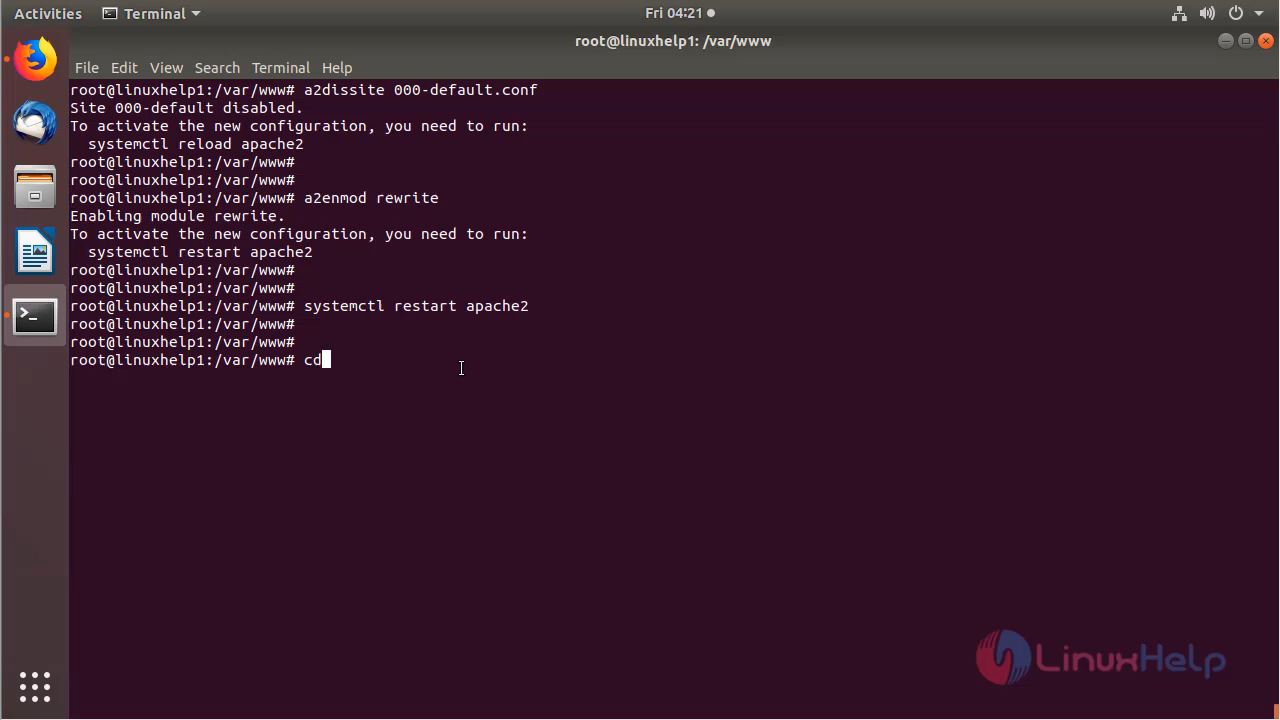 Activities Terminal Fri 04:21
root@linuxhelp1: /var/www
File Edit View Search Terminal Help
root@linuxhelp1:/var/www# a2dissite 000-default.conf
Site 000-default disabled.
To activate the new configuration, you need to run:
  systemctl reload apache2
root@linuxhelp1:/var/www#
root@linuxhelp1:/var/www#
root@linuxhelp1:/var/www# a2enmod rewrite
Enabling module rewrite.
To activate the new configuration, you need to run:
  systemctl restart apache2
root@linuxhelp1:/var/www#
root@linuxhelp1:/var/www#
root@linuxhelp1:/var/www# systemctl restart apache2
root@linuxhelp1:/var/www#
root@linuxhelp1:/var/www#
root@linuxhelp1:/var/www# cd
LinuxHelp